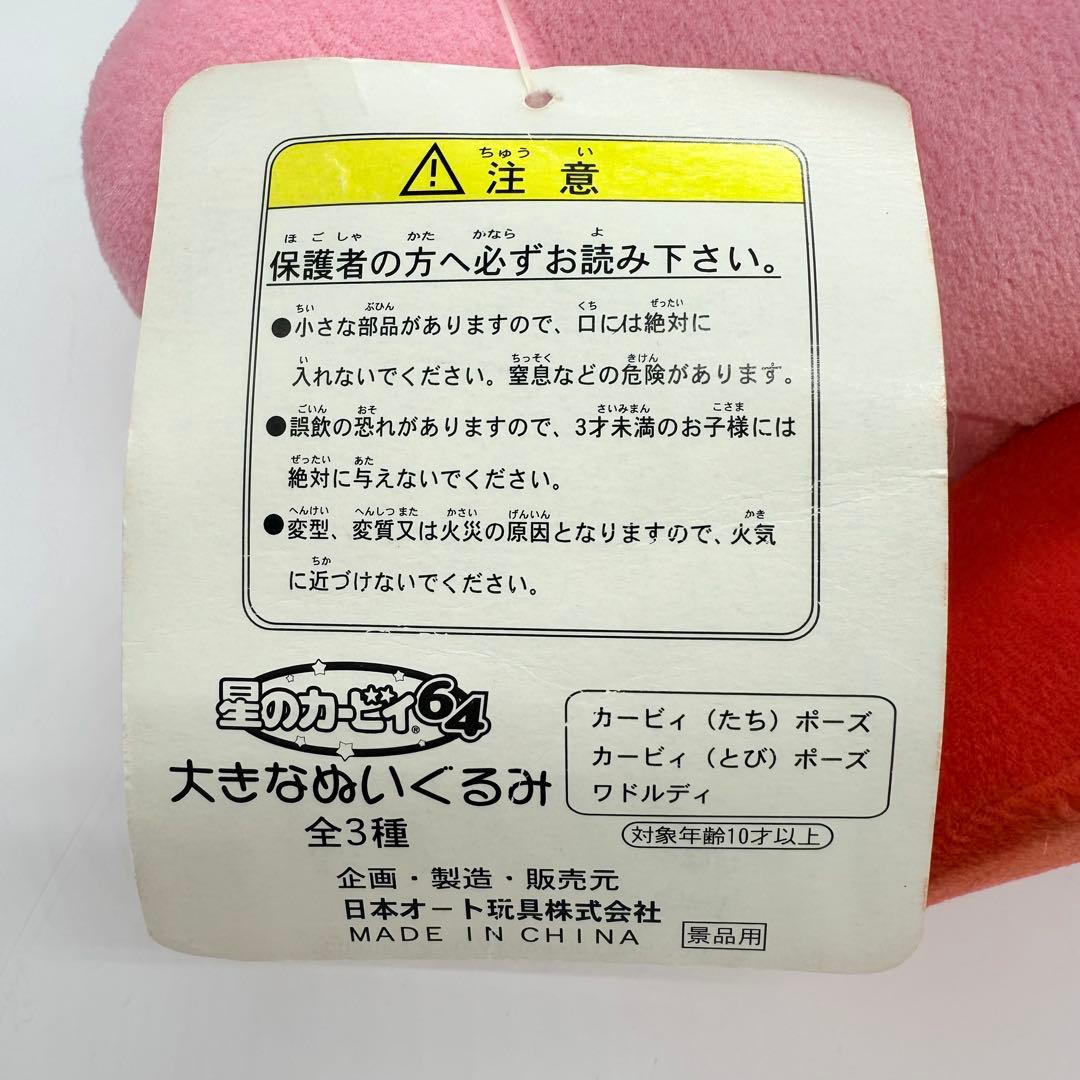 注意
ちゅう い
保護者の方へ必ずお読み下さい。
ほ ご しゃ かた かなら よ
●小さな部品がありますので、口には絶対に
ちい ぶひん くち ぜったい
入れないでください。窒息などの危険があります。
い ちっそく きけん
●誤飲の恐れがありますので、3才未満のお子様には
ごいん おそ さいみまん こさま
絶対に与えないでください。
ぜったい あた
●変型、変質又は火災の原因となりますので、火気
へんけい へんしつ また かさい げんいん かき
に近づけないでください。
ちか
星のカービィ64
®
大きなぬいぐるみ
全3種
カービィ（たち）ポーズ
カービィ（とび）ポーズ
ワドルディ
対象年齢10才以上
企画・製造・販売元
日本オート玩具株式会社
MADE IN CHINA
景品用